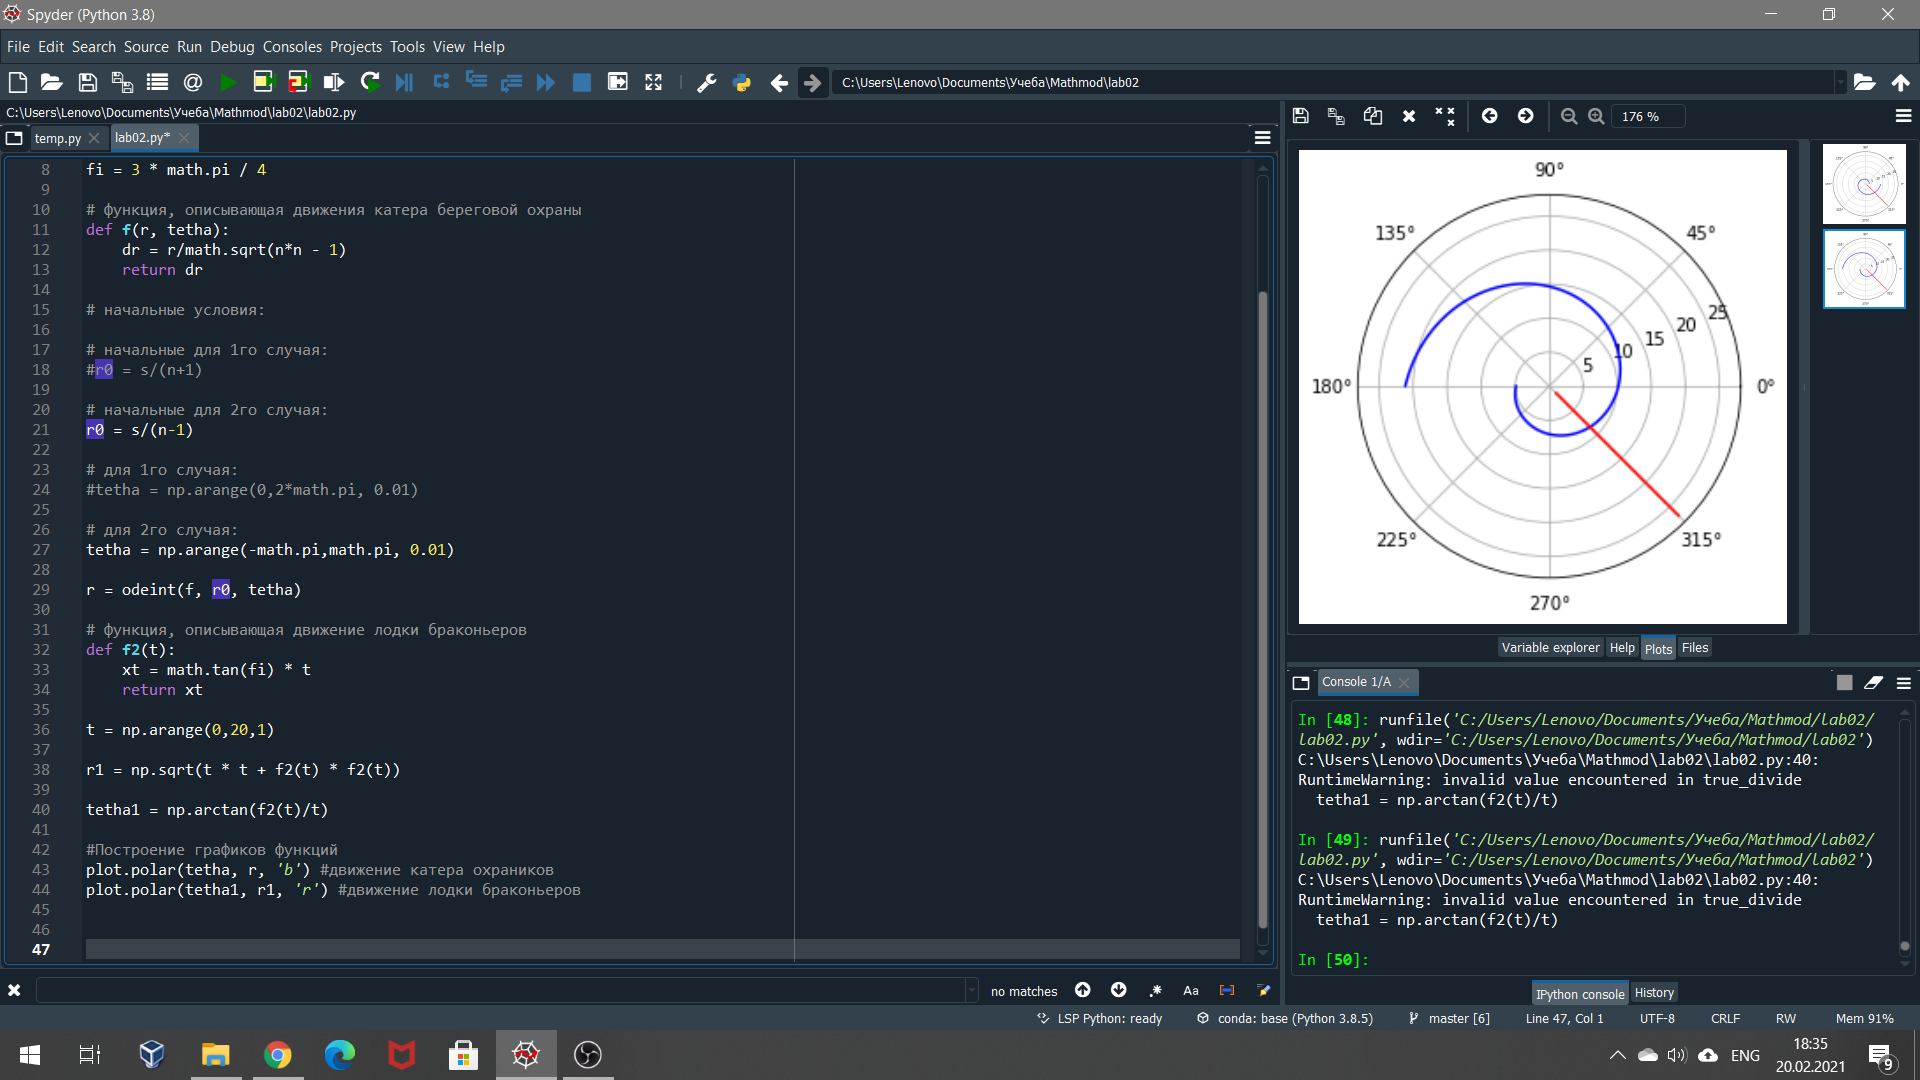 Spyder (Python 3.8)
File Edit Search Source Run Debug Consoles Projects Tools View Help
C:\Users\Lenovo\Documents\Учеба\Mathmod\lab02
C:\Users\Lenovo\Documents\Учеба\Mathmod\lab02\lab02.py
temp.py lab02.py*
8 fi = 3 * math.pi / 4
9
10 # функция, описывающая движения катера береговой охраны
11 def f(r, tetha):
12 dr = r/math.sqrt(n*n - 1)
13 return dr
14
15 # начальные условия:
16
17 # начальные для 1го случая:
18 #r0 = s/(n+1)
19
20 # начальные для 2го случая:
21 r0 = s/(n-1)
22
23 # для 1го случая:
24 #tetha = np.arange(0,2*math.pi, 0.01)
25
26 # для 2го случая:
27 tetha = np.arange(-math.pi,math.pi, 0.01)
28
29 r = odeint(f, r0, tetha)
30
31 # функция, описывающая движение лодки браконьеров
32 def f2(t):
33 xt = math.tan(fi) * t
34 return xt
35
36 t = np.arange(0,20,1)
37
38 r1 = np.sqrt(t * t + f2(t) * f2(t))
39
40 tetha1 = np.arctan(f2(t)/t)
41
42 #Построение графиков функций
43 plot.polar(tetha, r, 'b') #движение катера охраников
44 plot.polar(tetha1, r1, 'r') #движение лодки браконьеров
45
46
47
no matches Aa
176 %
90°
135° 45°
25
20
15
10
5
180° 0°
225° 315°
270°
Variable explorer Help Plots Files
Console 1/A
In [48]: runfile('C:/Users/Lenovo/Documents/Учеба/Mathmod/lab02/
lab02.py', wdir='C:/Users/Lenovo/Documents/Учеба/Mathmod/lab02')
C:\Users\Lenovo\Documents\Учеба\Mathmod\lab02\lab02.py:40:
RuntimeWarning: invalid value encountered in true_divide
tetha1 = np.arctan(f2(t)/t)
In [49]: runfile('C:/Users/Lenovo/Documents/Учеба/Mathmod/lab02/
lab02.py', wdir='C:/Users/Lenovo/Documents/Учеба/Mathmod/lab02')
C:\Users\Lenovo\Documents\Учеба\Mathmod\lab02\lab02.py:40:
RuntimeWarning: invalid value encountered in true_divide
tetha1 = np.arctan(f2(t)/t)
In [50]:
IPython console History
LSP Python: ready conda: base (Python 3.8.5) master [6] Line 47, Col 1 UTF-8 CRLF RW Mem 91%
ENG 18:35
20.02.2021
9